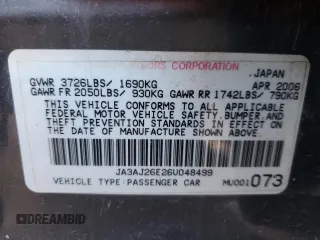 MOTORS CORPORATION
JAPAN
GVWR 3726LBS/ 1690KG APR 2006
GAWR FR 2050LBS/ 930KG GAWR RR 1742LBS/ 790KG
THIS VEHICLE CONFORMS TO ALL APPLICABLE
FEDERAL MOTOR VEHICLE SAFETY, BUMPER, AND
THEFT PREVENTION STANDARDS IN EFFECT ON THE
DATE OF MANUFACTURE SHOWN ABOVE.
JA3AJ26E26U048499
VEHICLE TYPE: PASSENGER CAR MU001073
DREAMBID